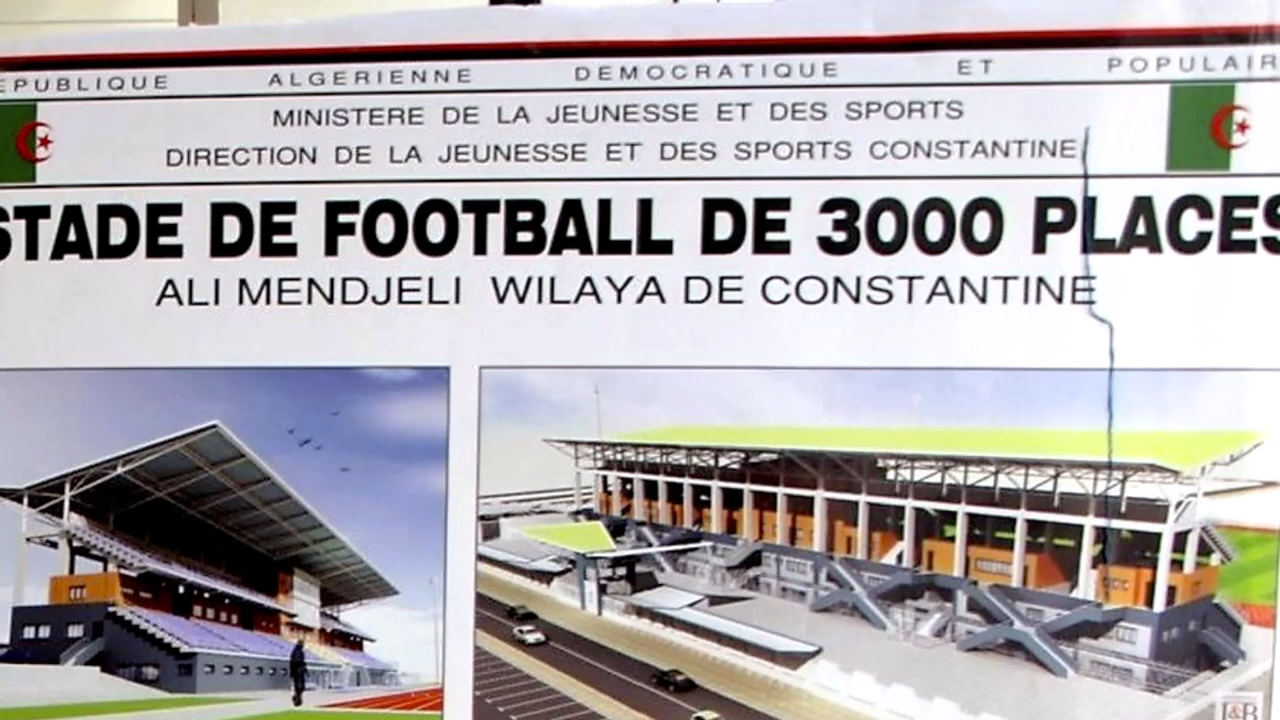 EPUBLIQUE ALGERIENNE DEMOCRATIQUE ET POPULAIR
MINISTERE DE LA JEUNESSE ET DES SPORTS
DIRECTION DE LA JEUNESSE ET DES SPORTS CONSTANTINE
STADE DE FOOTBALL DE 3000 PLACES
ALI MENDJELI WILAYA DE CONSTANTINE